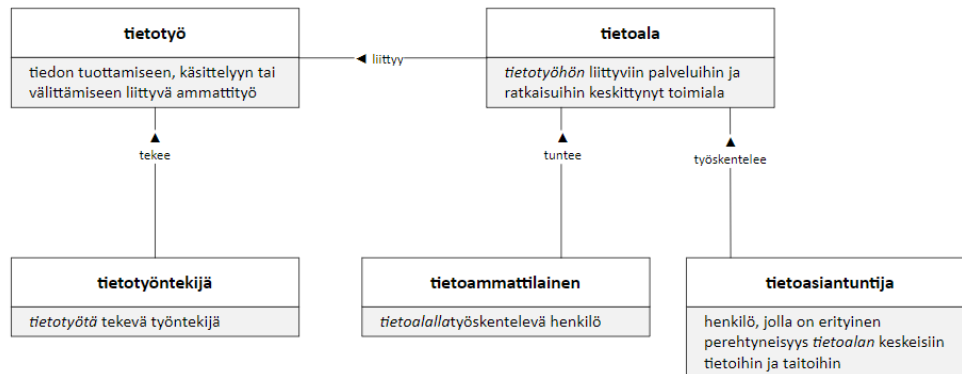 tietotyö
tiedon tuottamiseen, käsittelyyn tai
välittämiseen liittyvä ammattityö
◄ liittyy
tietoala
tietotyöhön liittyviin palveluihin ja
ratkaisuihin keskittynyt toimiala
▲
tekee
▲
tuntee
▲
työskentelee
tietotyöntekijä
tietotyötä tekevä työntekijä
tietoammattilainen
tietoalallatyöskentelevä henkilö
tietoasiantuntija
henkilö, jolla on erityinen
perehtyneisyys tietoalan keskeisiin
tietoihin ja taitoihin